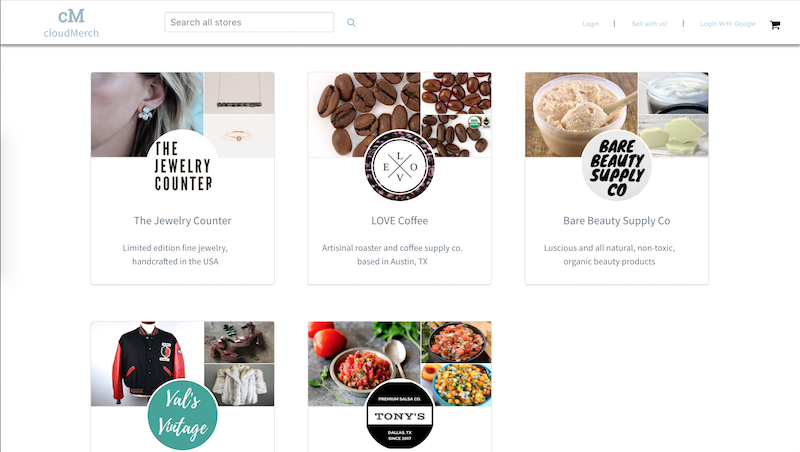 cM
cloudMerch
Search all stores
Login | Sell with us! | Login With Google
THE
JEWELRY
COUNTER
The Jewelry Counter
Limited edition fine jewelry,
handcrafted in the USA
L
E O
V
LOVE Coffee
Artisinal roaster and coffee supply co.
based in Austin, TX
BARE
BEAUTY
SUPPLY
CO
Bare Beauty Supply Co
Luscious and all natural, non-toxic,
organic beauty products
Val's
Vintage
PREMIUM SALSA CO.
TONY'S
DALLAS, TX
SINCE 2017